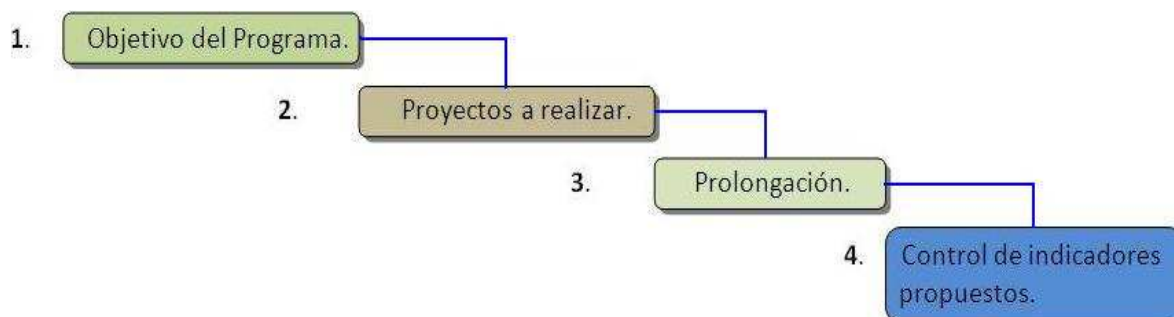 1. Objetivo del Programa.
2. Proyectos a realizar.
3. Prolongación.
4. Control de indicadores
propuestos.